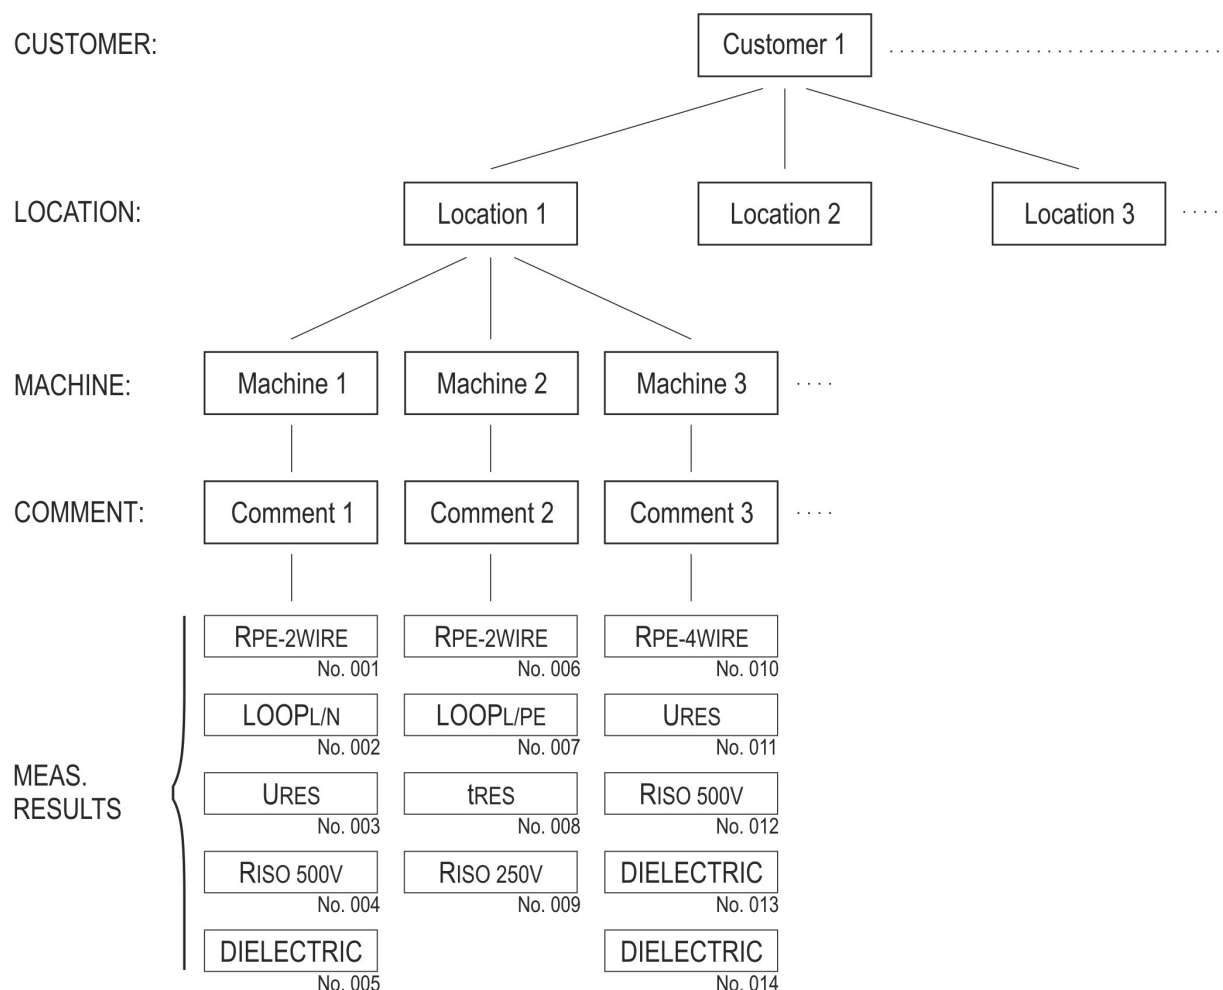 CUSTOMER:
Customer 1
LOCATION:
Location 1
Location 2
Location 3
MACHINE:
Machine 1
Machine 2
Machine 3
COMMENT:
Comment 1
Comment 2
Comment 3
MEAS.
RESULTS
RPE-2WIRE
No. 001
LOOPL/N
No. 002
URES
No. 003
RISO 500V
No. 004
DIELECTRIC
No. 005
RPE-2WIRE
No. 006
LOOPL/PE
No. 007
tRES
No. 008
RISO 250V
No. 009
RPE-4WIRE
No. 010
URES
No. 011
RISO 500V
No. 012
DIELECTRIC
No. 013
DIELECTRIC
No. 014